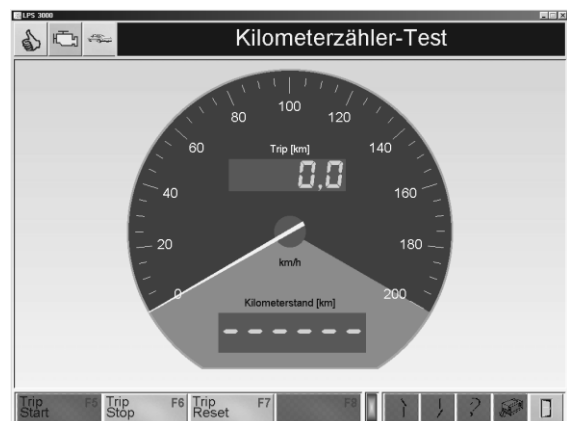 LPS 3000
Kilometerzähler-Test
100
80
120
60
Trip [km]
140
0,0
40
160
20
180
km/h
0
200
Kilometerstand [km]
- - - - - -
Trip Start F5
Trip Stop F6
Trip Reset F7
F8